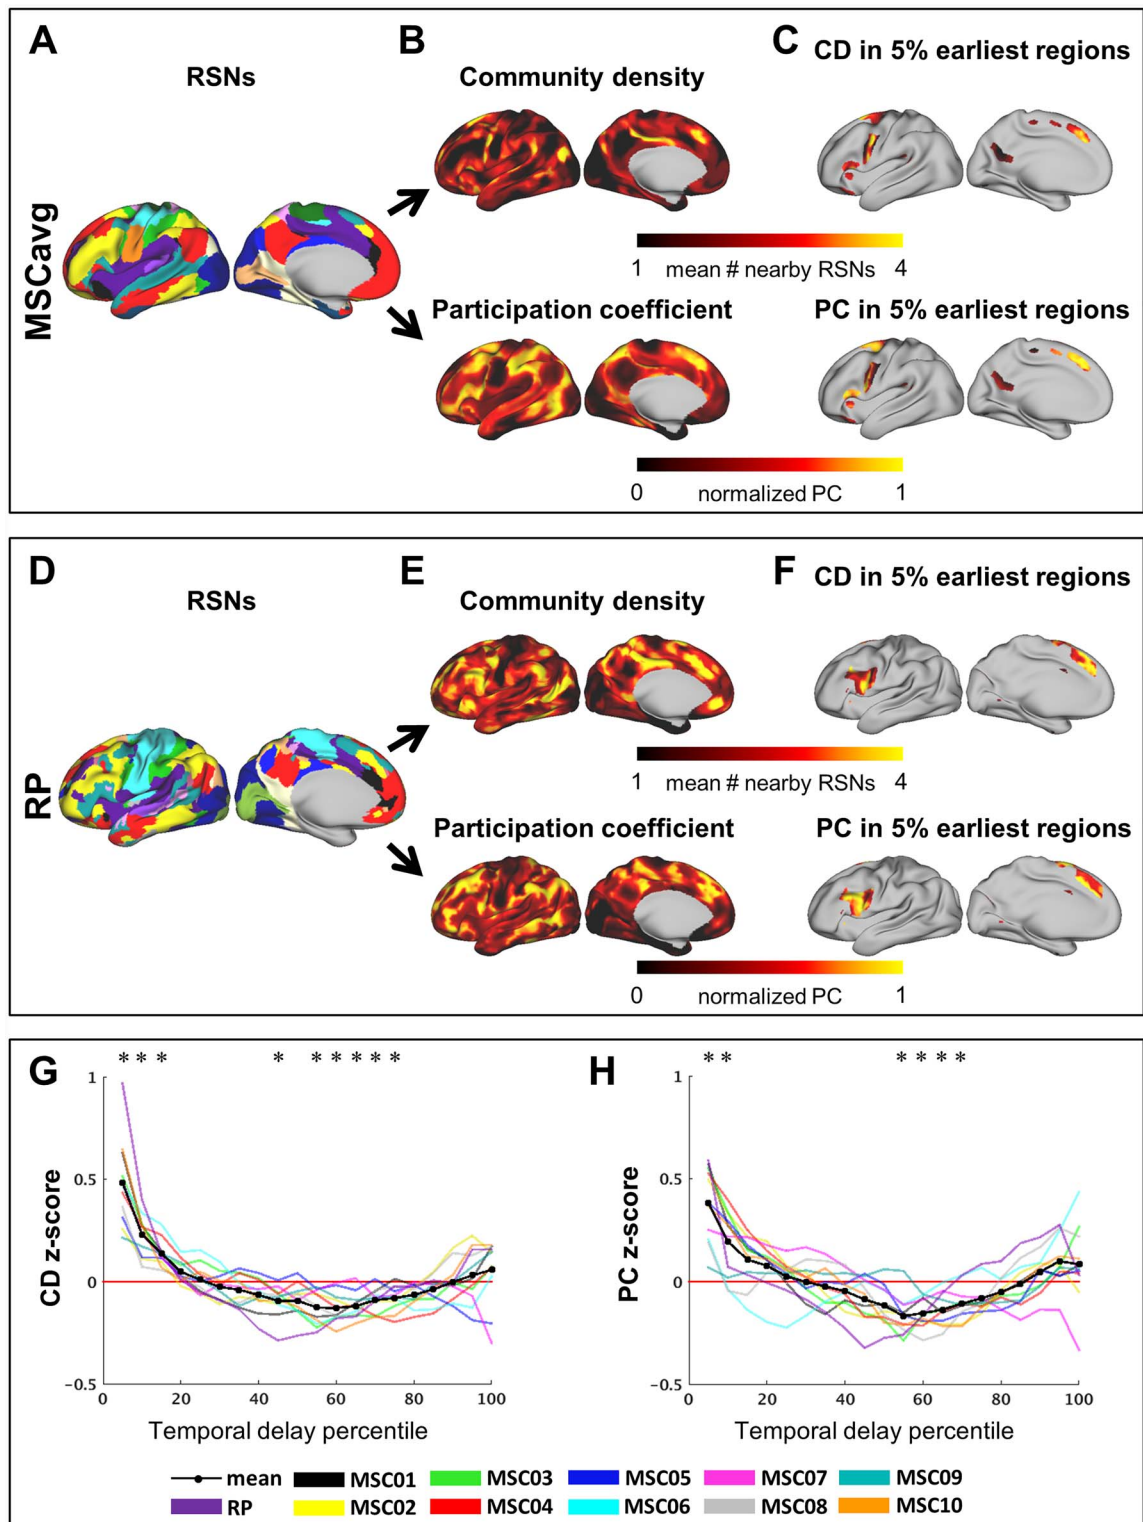 A
B
C
CD in 5% earliest regions
RSNs
Community density
MSCavg
1 mean # nearby RSNs 4
Participation coefficient
PC in 5% earliest regions
0 normalized PC 1
D
E
F
CD in 5% earliest regions
RSNs
Community density
RP
1 mean # nearby RSNs 4
Participation coefficient
PC in 5% earliest regions
0 normalized PC 1
G
* * * * * * * * *
CD z-score
1
0.5
0
−0.5
0 20 40 60 80 100
Temporal delay percentile
H
* * * * * *
PC z-score
1
0.5
0
−0.5
0 20 40 60 80 100
Temporal delay percentile
mean MSC01 MSC03 MSC05 MSC07 MSC09
RP MSC02 MSC04 MSC06 MSC08 MSC10